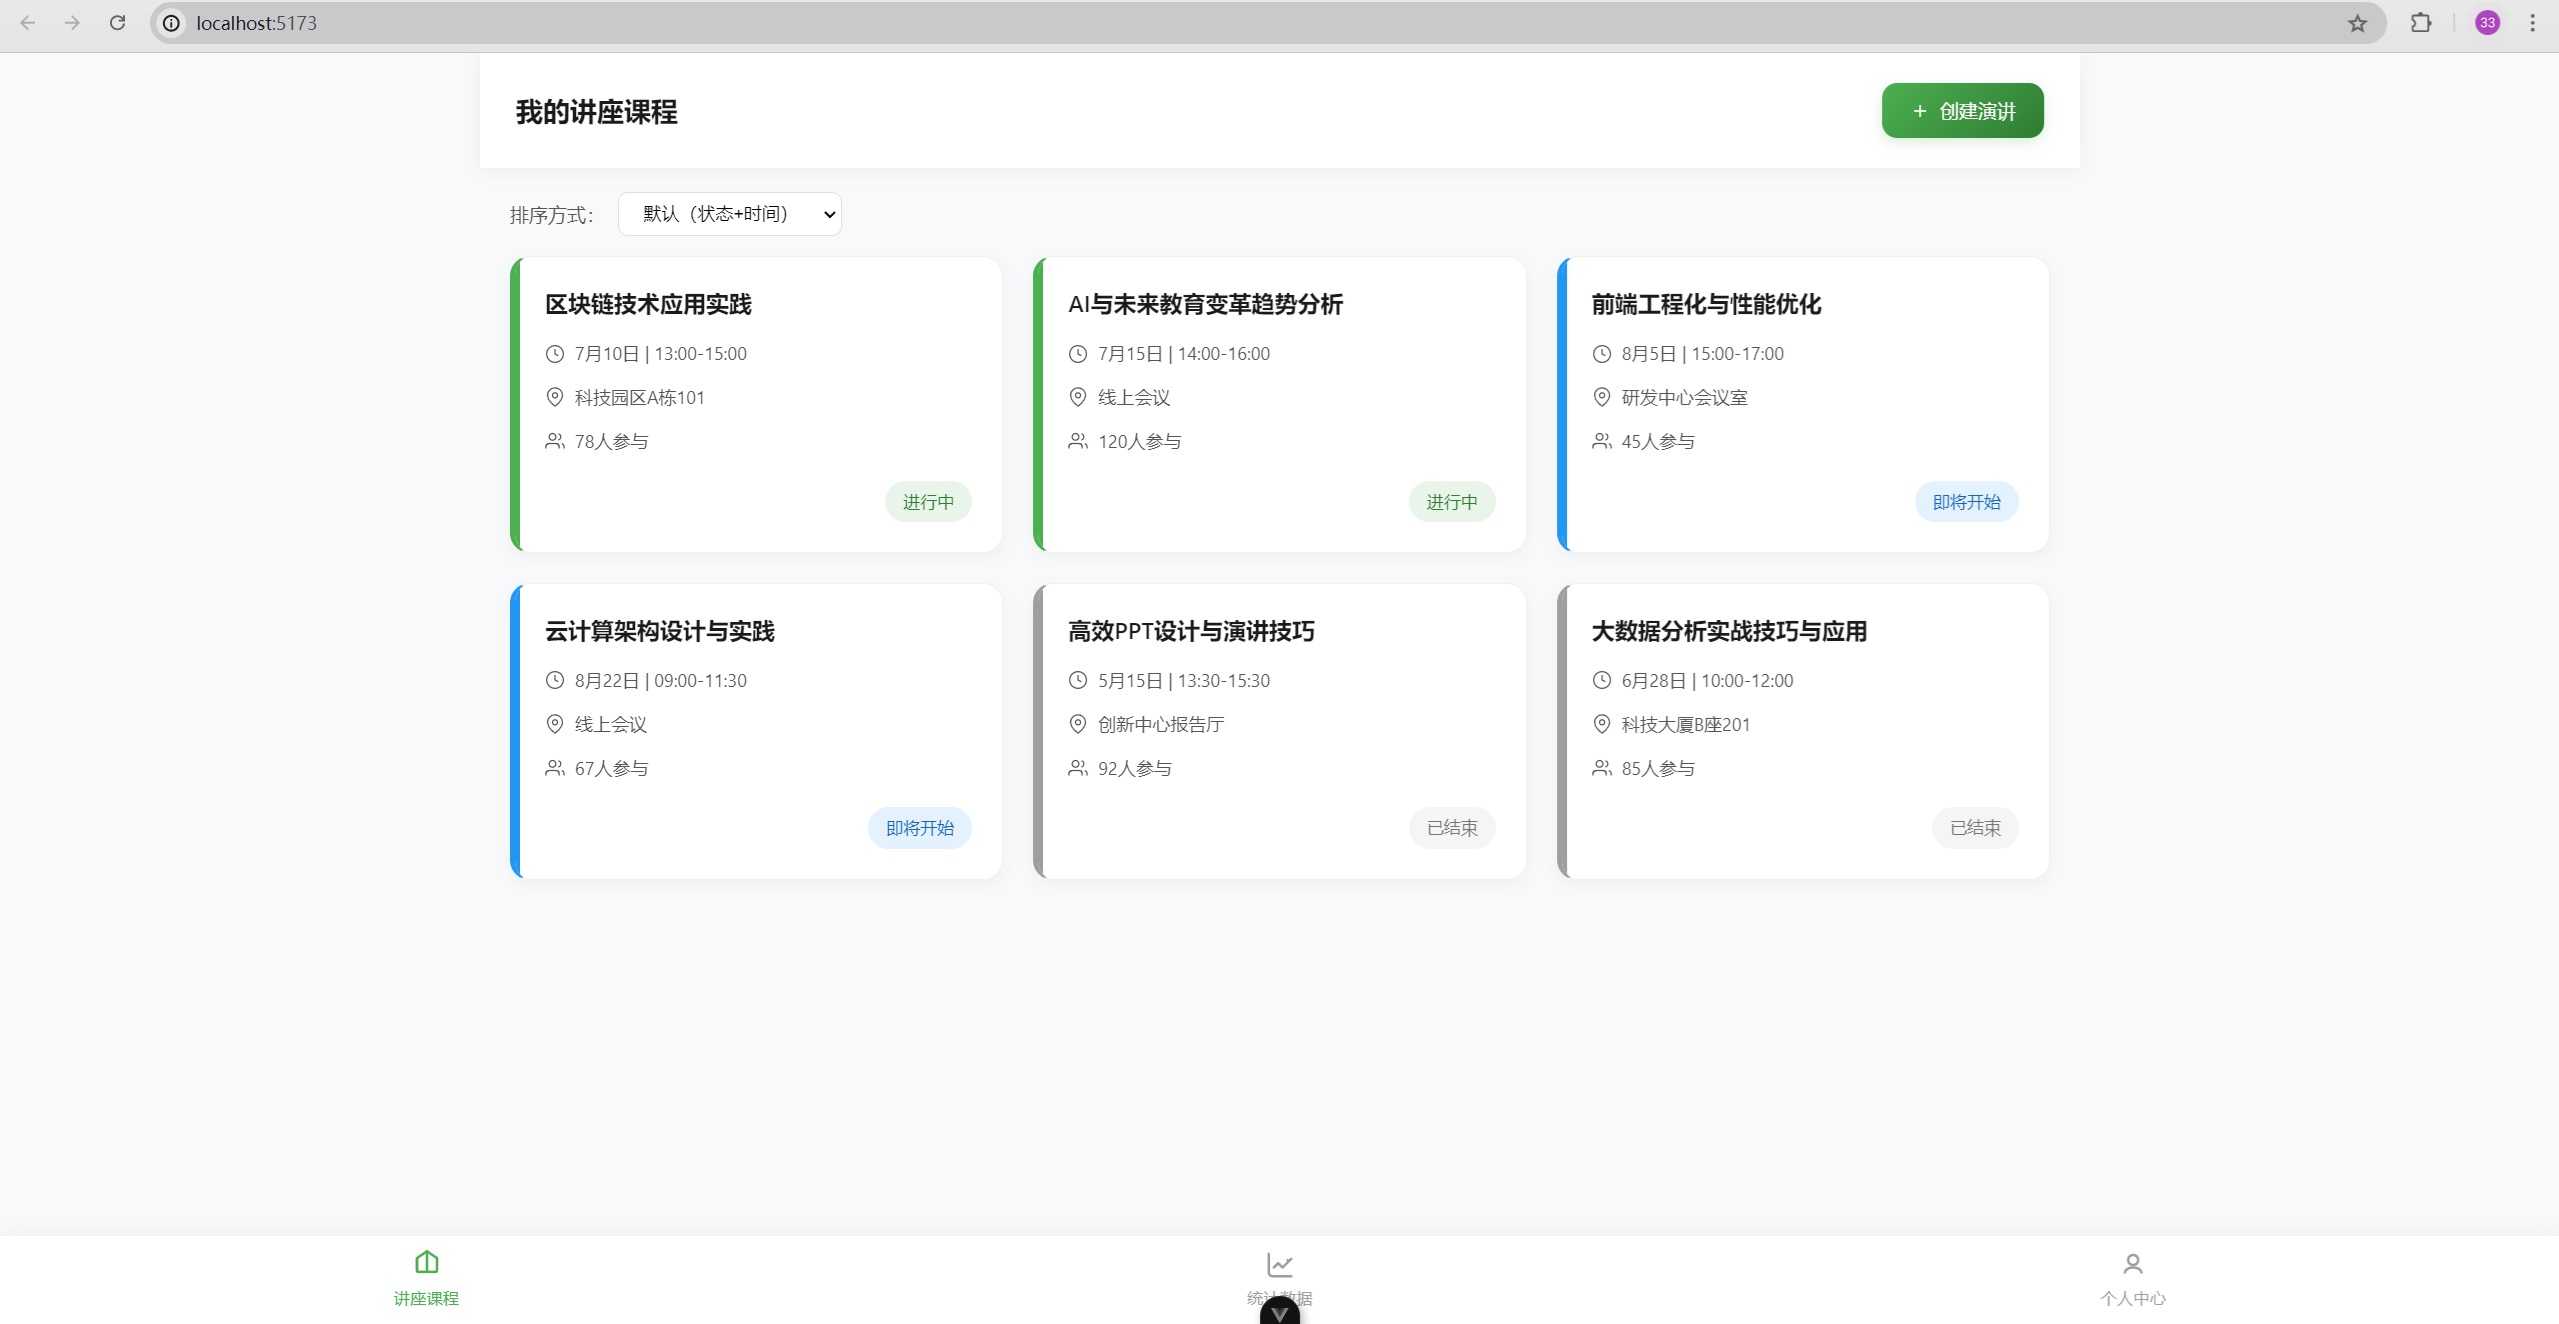 localhost:5173
33
我的讲座课程
+ 创建演讲
排序方式：
默认（状态+时间）
区块链技术应用实践
7月10日 | 13:00-15:00
科技园区A栋101
78人参与
进行中
AI与未来教育变革趋势分析
7月15日 | 14:00-16:00
线上会议
120人参与
进行中
前端工程化与性能优化
8月5日 | 15:00-17:00
研发中心会议室
45人参与
即将开始
云计算架构设计与实践
8月22日 | 09:00-11:30
线上会议
67人参与
即将开始
高效PPT设计与演讲技巧
5月15日 | 13:30-15:30
创新中心报告厅
92人参与
已结束
大数据分析实战技巧与应用
6月28日 | 10:00-12:00
科技大厦B座201
85人参与
已结束
讲座课程
统计数据
个人中心